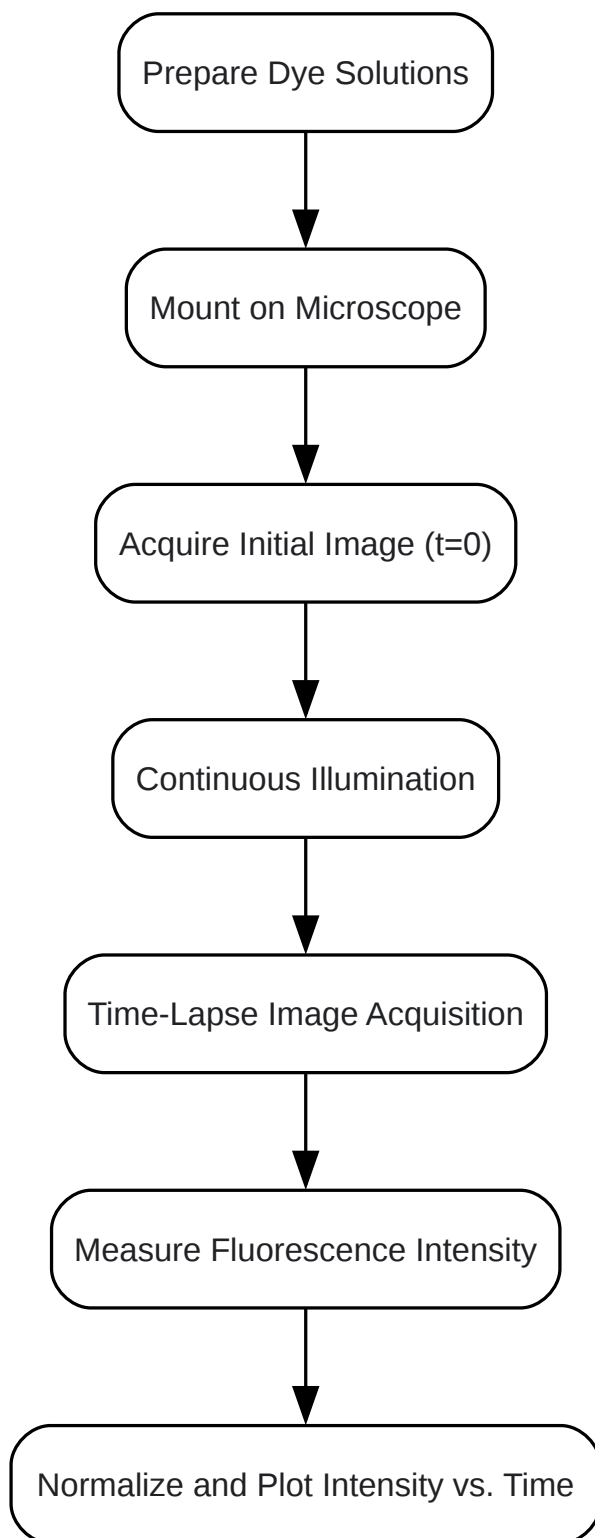 Prepare Dye Solutions
Mount on Microscope
Acquire Initial Image (t=0)
Continuous Illumination
Time-Lapse Image Acquisition
Measure Fluorescence Intensity
Normalize and Plot Intensity vs. Time